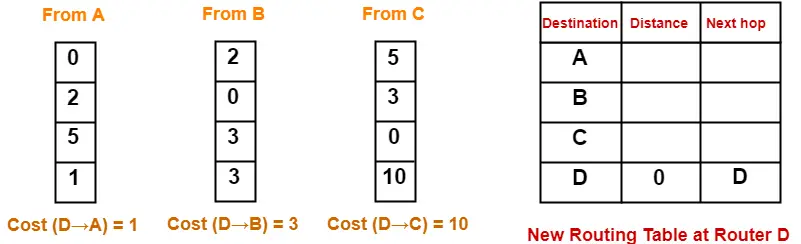 From A From B From C
0 2 5
2 0 3
5 3 0
1 3 10
Cost (D→A) = 1 Cost (D→B) = 3 Cost (D→C) = 10
Destination Distance Next hop
A
B
C
D 0 D
New Routing Table at Router D